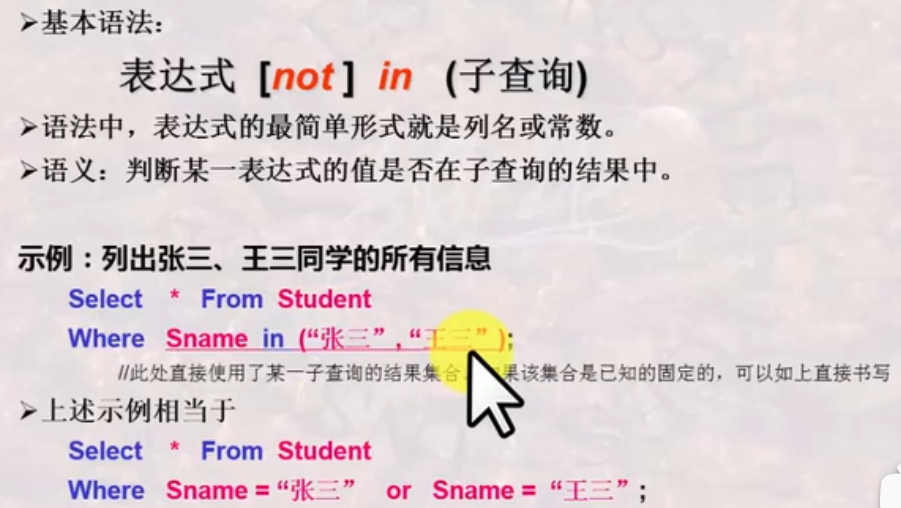 ➢基本语法：
表达式 [not ] in (子查询)
➢语法中，表达式的最简单形式就是列名或常数。
➢语义：判断某一表达式的值是否在子查询的结果中。
示例：列出张三、王三同学的所有信息
Select * From Student
Where Sname in (“张三”, “王三”);
//此处直接使用了某一子查询的结果集合 果该集合是已知的固定的，可以如上直接书写
➢上述示例相当于
Select * From Student
Where Sname = “张三” or Sname = “王三” ;